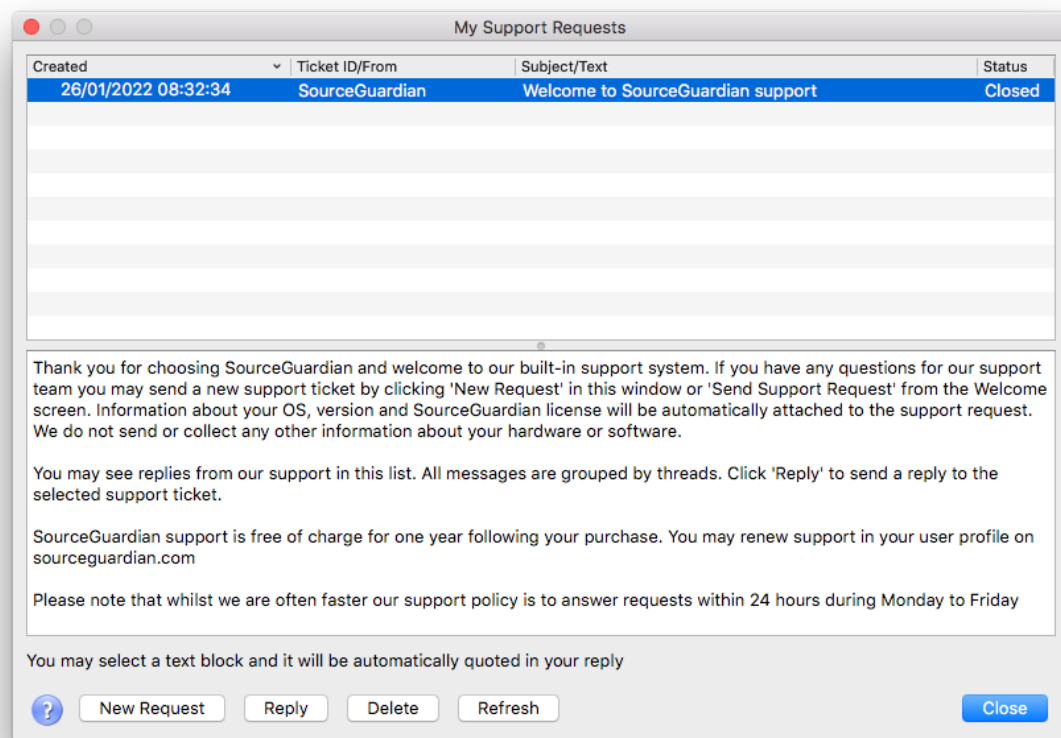 My Support Requests
Created Ticket ID/From Subject/Text Status
26/01/2022 08:32:34 SourceGuardian Welcome to SourceGuardian support Closed
Thank you for choosing SourceGuardian and welcome to our built-in support system. If you have any questions for our support
team you may send a new support ticket by clicking 'New Request' in this window or 'Send Support Request' from the Welcome
screen. Information about your OS, version and SourceGuardian license will be automatically attached to the support request.
We do not send or collect any other information about your hardware or software.
You may see replies from our support in this list. All messages are grouped by threads. Click 'Reply' to send a reply to the
selected support ticket.
SourceGuardian support is free of charge for one year following your purchase. You may renew support in your user profile on
sourceguardian.com
Please note that whilst we are often faster our support policy is to answer requests within 24 hours during Monday to Friday
You may select a text block and it will be automatically quoted in your reply
? New Request Reply Delete Refresh Close